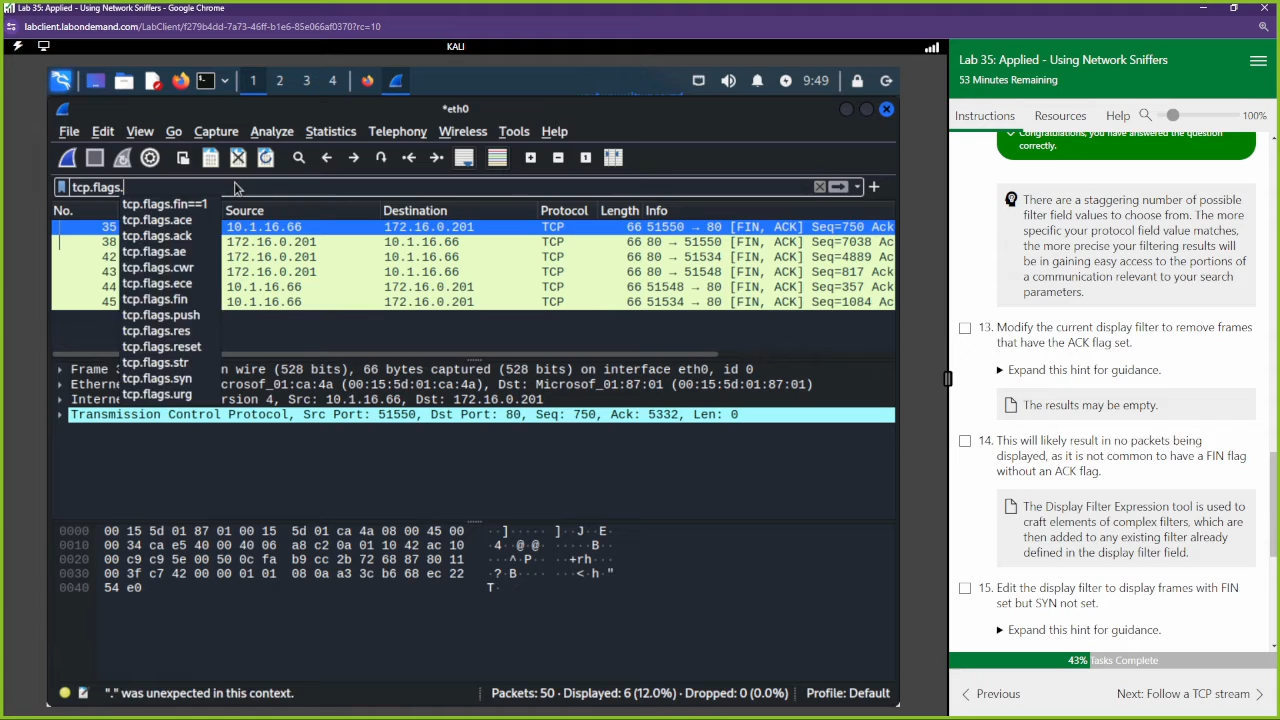 Lab 35: Applied - Using Network Sniffers - Google Chrome
labclient.labondemand.com/LabClient/f279b4dd-7a73-46ff-b1e6-85e066af0370?rc=10
KALI
1 2 3 4
9:49
*eth0
File Edit View Go Capture Analyze Statistics Telephony Wireless Tools Help
tcp.flags.
tcp.flags.fin==1
tcp.flags.ace
tcp.flags.ack
tcp.flags.ae
tcp.flags.cwr
tcp.flags.ece
tcp.flags.fin
tcp.flags.push
tcp.flags.res
tcp.flags.reset
tcp.flags.str
tcp.flags.syn
tcp.flags.urg
No. Source Destination Protocol Length Info
35 10.1.16.66 172.16.0.201 TCP 66 51550 → 80 [FIN, ACK] Seq=750 Ack
38 172.16.0.201 10.1.16.66 TCP 66 80 → 51550 [FIN, ACK] Seq=7038 Ac
42 172.16.0.201 10.1.16.66 TCP 66 80 → 51534 [FIN, ACK] Seq=4889 Ac
43 172.16.0.201 10.1.16.66 TCP 66 80 → 51548 [FIN, ACK] Seq=817 Ack
44 10.1.16.66 172.16.0.201 TCP 66 51548 → 80 [FIN, ACK] Seq=357 Ack
45 10.1.16.66 172.16.0.201 TCP 66 51534 → 80 [FIN, ACK] Seq=1084 Ac
Frame 3 n wire (528 bits), 66 bytes captured (528 bits) on interface eth0, id 0
Ethern crosof_01:ca:4a (00:15:5d:01:ca:4a), Dst: Microsof_01:87:01 (00:15:5d:01:87:01)
Interne ersion 4, Src: 10.1.16.66, Dst: 172.16.0.201
Transmission Control Protocol, Src Port: 51550, Dst Port: 80, Seq: 750, Ack: 5332, Len: 0
0000 00 15 5d 01 87 01 00 15 5d 01 ca 4a 08 00 45 00 ··]····· ]··J··E·
0010 00 34 ca e5 40 00 40 06 a8 c2 0a 01 10 42 ac 10 ·4··@·@· ·····B··
0020 00 c9 c9 5e 00 50 0c fa b9 cc 2b 72 68 87 80 11 ···^·P·· ··+rh···
0030 3f c7 42 00 00 01 01 08 0a a3 3c b6 68 ec 22 ·?·B···· ···<·h·"
0040 54 e0 T·
"." was unexpected in this context.
Packets: 50 · Displayed: 6 (12.0%) · Dropped: 0 (0.0%)
Profile: Default
Lab 35: Applied - Using Network Sniffers
53 Minutes Remaining
Instructions Resources Help 100%
Congratulations, you have answered the question
correctly.
There are a staggering number of possible
filter field values to choose from. The more
specific your protocol field value matches,
the more precise your filtering results will
be in gaining easy access to the portions of
a communication relevant to your search
parameters.
13. Modify the current display filter to remove frames
that have the ACK flag set.
Expand this hint for guidance.
The results may be empty.
14. This will likely result in no packets being
displayed, as it is not common to have a FIN flag
without an ACK flag.
The Display Filter Expression tool is used to
craft elements of complex filters, which are
then added to any existing filter already
defined in the display filter field.
15. Edit the display filter to display frames with FIN
set but SYN not set.
Expand this hint for guidance.
43% Tasks Complete
Previous
Next: Follow a TCP stream